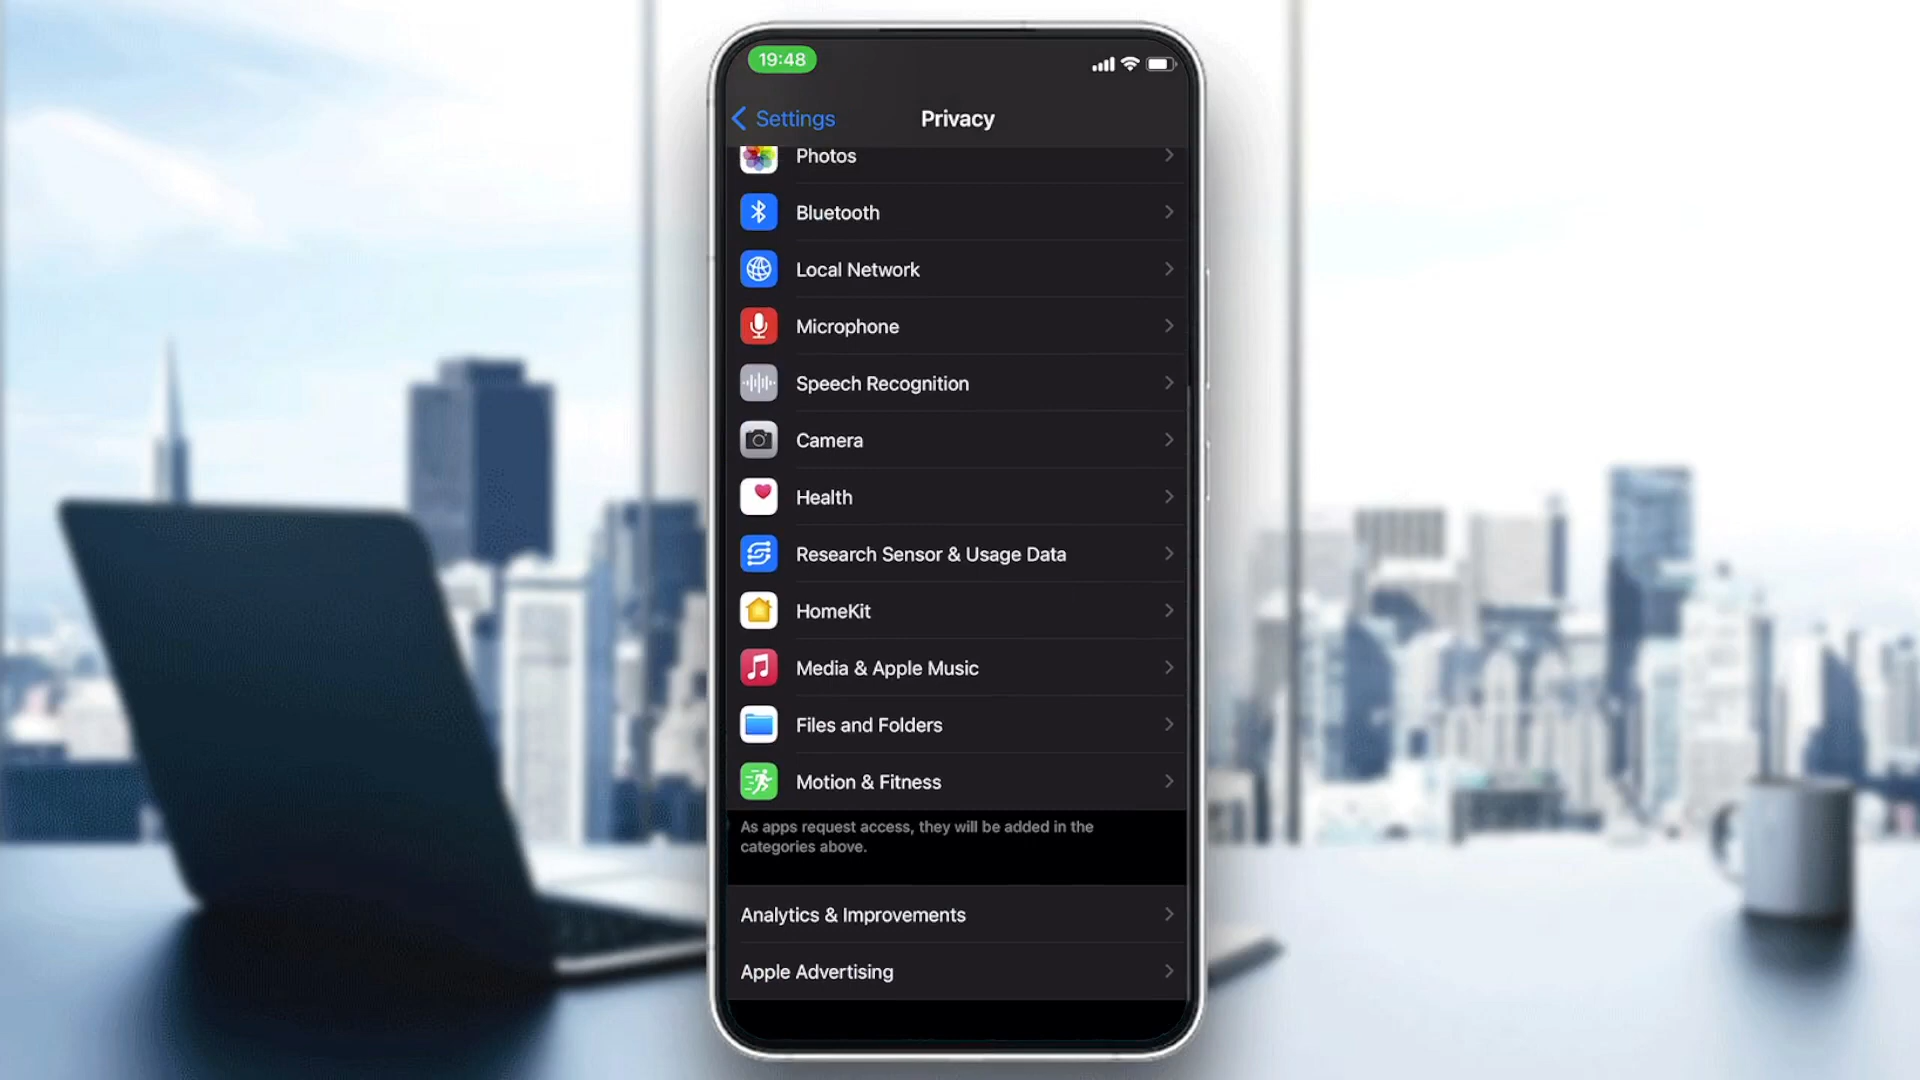 19:48
Settings
Privacy
Photos
Bluetooth
Local Network
Microphone
Speech Recognition
Camera
Health
Research Sensor & Usage Data
HomeKit
Media & Apple Music
Files and Folders
Motion & Fitness
As apps request access, they will be added in the
categories above.
Analytics & Improvements
Apple Advertising